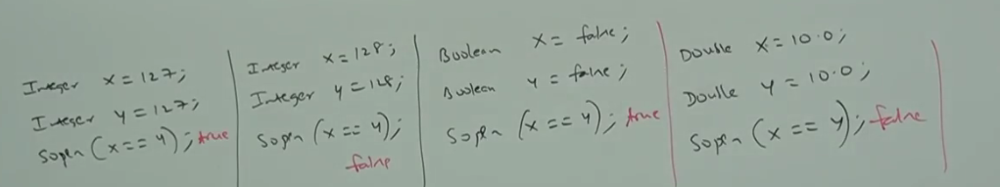 Integer x = 127;
Integer y = 127;
Sopln (x == y); true
Integer x = 128;
Integer y = 128;
Sopln (x == y);
false
Boolean x = false;
Boolean y = false;
Sopln (x == y); true
Double x = 10.0;
Double y = 10.0;
Sopln (x == y); false